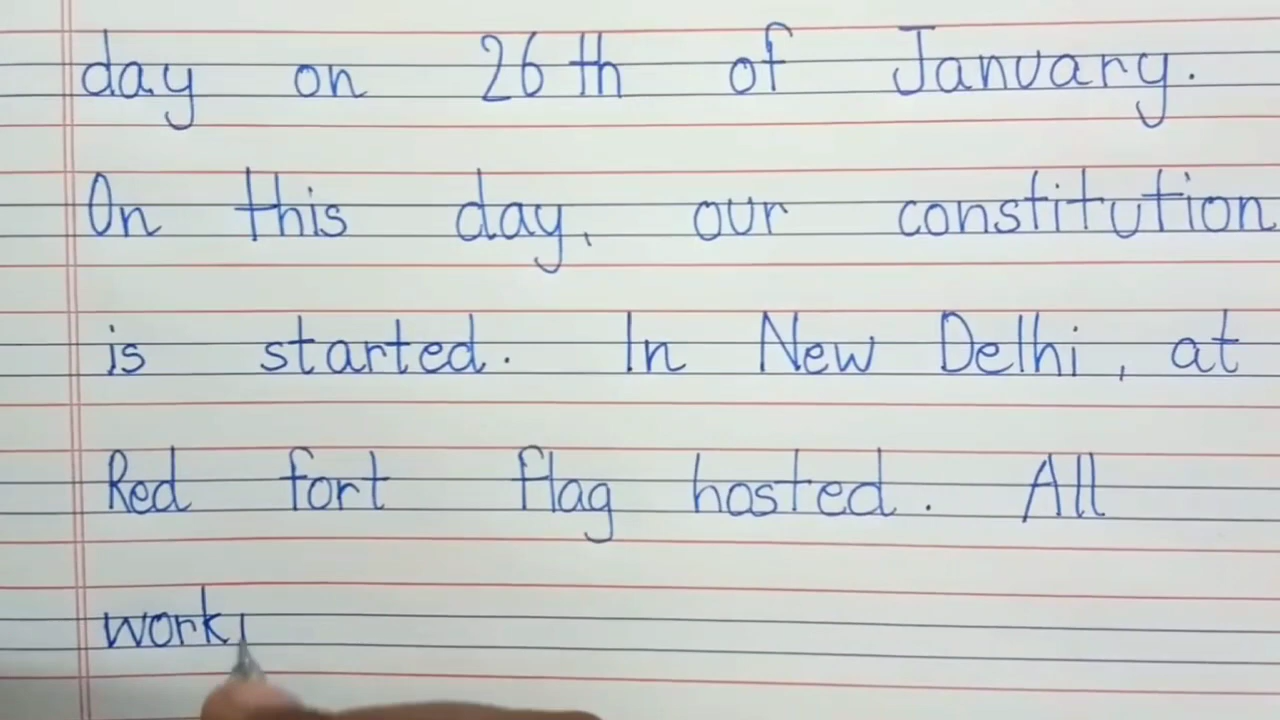 day on 26th of January.
On this day, our constitution
is started. In New Delhi, at
Red fort flag hosted. All
work